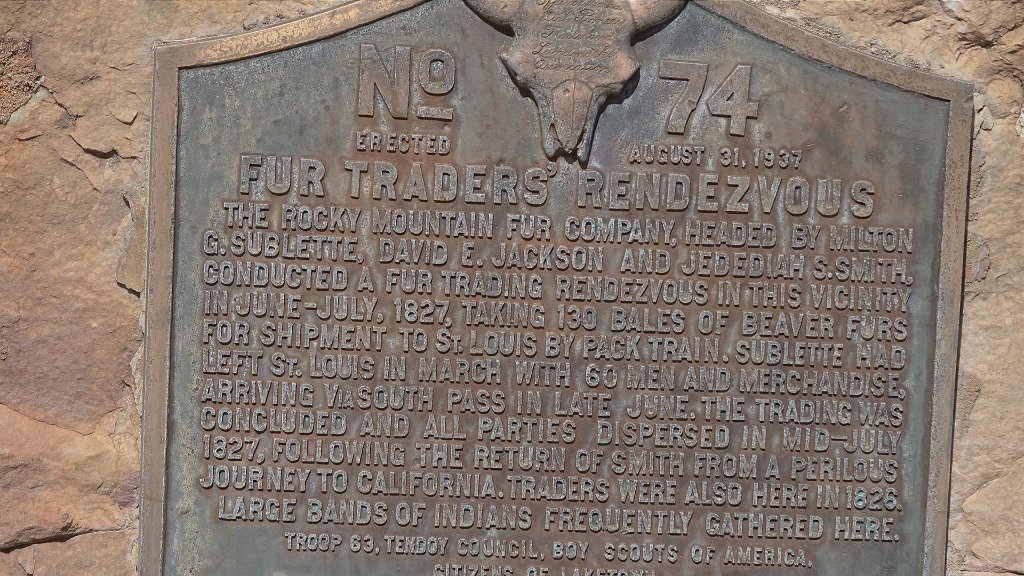 No 74
ERECTED AUGUST 31, 1937
FUR TRADERS' RENDEZVOUS
THE ROCKY MOUNTAIN FUR COMPANY, HEADED BY MILTON
G. SUBLETTE, DAVID E. JACKSON AND JEDEDIAH S. SMITH,
CONDUCTED A FUR TRADING RENDEZVOUS IN THIS VICINITY
IN JUNE-JULY, 1827, TAKING 130 BALES OF BEAVER FURS
FOR SHIPMENT TO ST. LOUIS BY PACK TRAIN. SUBLETTE HAD
LEFT ST. LOUIS IN MARCH WITH 60 MEN AND MERCHANDISE,
ARRIVING VIA SOUTH PASS IN LATE JUNE. THE TRADING WAS
CONCLUDED AND ALL PARTIES DISPERSED IN MID-JULY
1827, FOLLOWING THE RETURN OF SMITH FROM A PERILOUS
JOURNEY TO CALIFORNIA. TRADERS WERE ALSO HERE IN 1826.
LARGE BANDS OF INDIANS FREQUENTLY GATHERED HERE.
TROOP 63, TENDOY COUNCIL, BOY SCOUTS OF AMERICA,
CITIZENS OF LAKETOWN